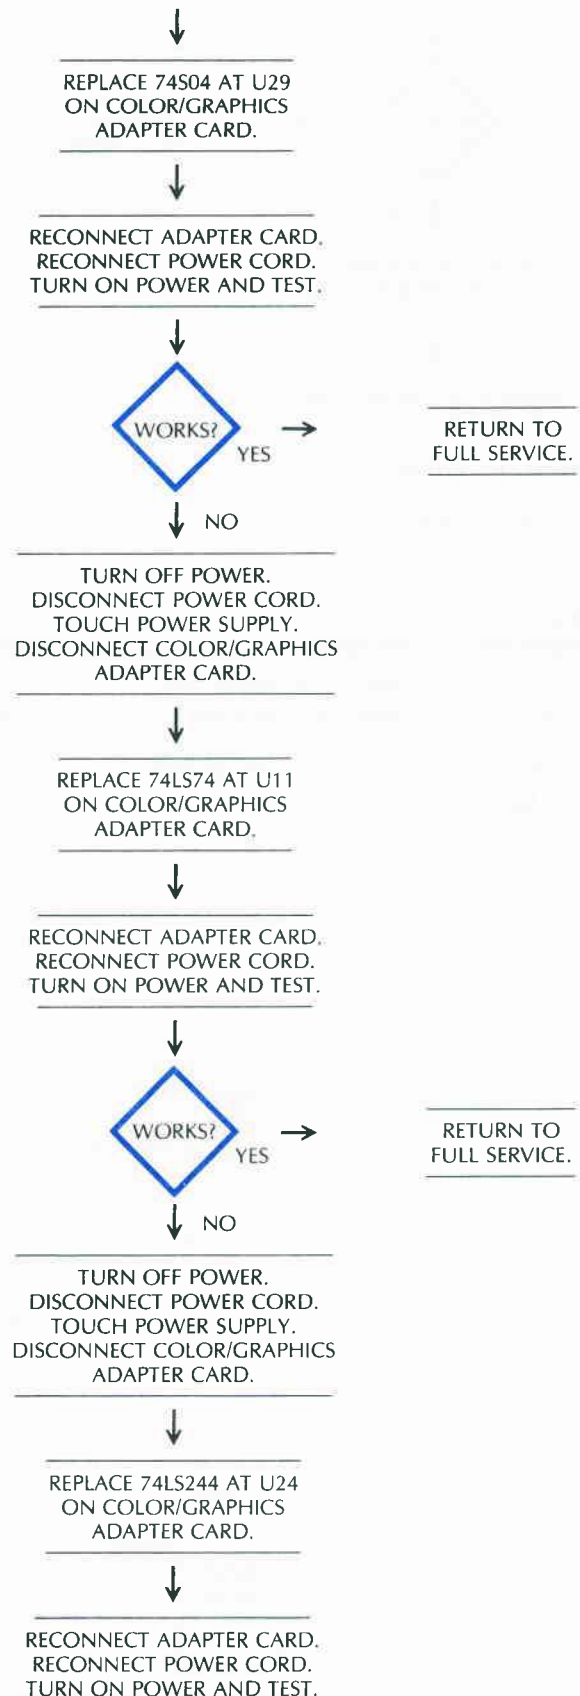 REPLACE 74S04 AT U29
ON COLOR/GRAPHICS
ADAPTER CARD.
RECONNECT ADAPTER CARD.
RECONNECT POWER CORD.
TURN ON POWER AND TEST.
WORKS?
YES
RETURN TO
FULL SERVICE.
NO
TURN OFF POWER.
DISCONNECT POWER CORD.
TOUCH POWER SUPPLY.
DISCONNECT COLOR/GRAPHICS
ADAPTER CARD.
REPLACE 74LS74 AT U11
ON COLOR/GRAPHICS
ADAPTER CARD.
RECONNECT ADAPTER CARD.
RECONNECT POWER CORD.
TURN ON POWER AND TEST.
WORKS?
YES
RETURN TO
FULL SERVICE.
NO
TURN OFF POWER.
DISCONNECT POWER CORD.
TOUCH POWER SUPPLY.
DISCONNECT COLOR/GRAPHICS
ADAPTER CARD.
REPLACE 74LS244 AT U24
ON COLOR/GRAPHICS
ADAPTER CARD.
RECONNECT ADAPTER CARD.
RECONNECT POWER CORD.
TURN ON POWER AND TEST.